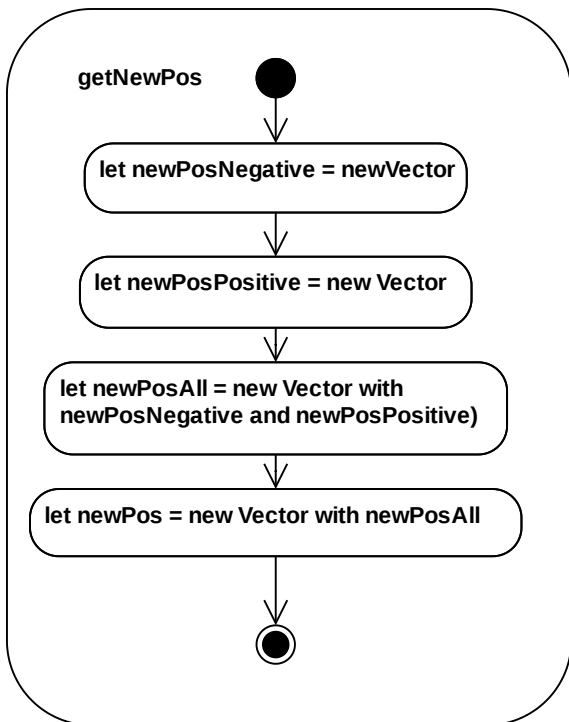 getNewPos
let newPosNegative = newVector
let newPosPositive = new Vector
let newPosAll = new Vector with
newPosNegative and newPosPositive)
let newPos = new Vector with newPosAll